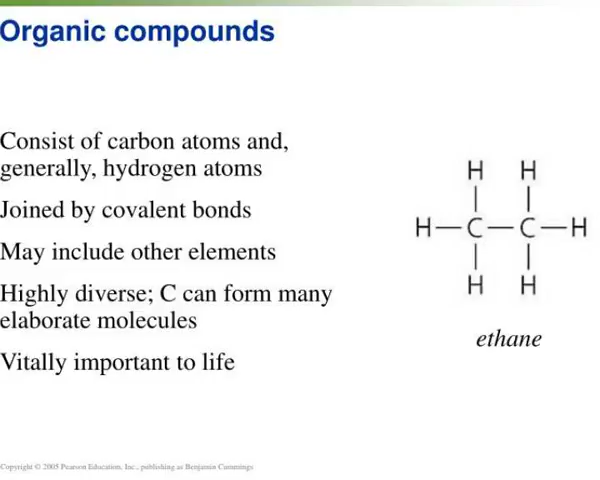 Organic compounds
Consist of carbon atoms and,
generally, hydrogen atoms
Joined by covalent bonds
May include other elements
Highly diverse; C can form many
elaborate molecules
Vitally important to life
H H
H—C—C—H
H H
ethane
Copyright © 2005 Pearson Education, Inc., publishing as Benjamin Cummings